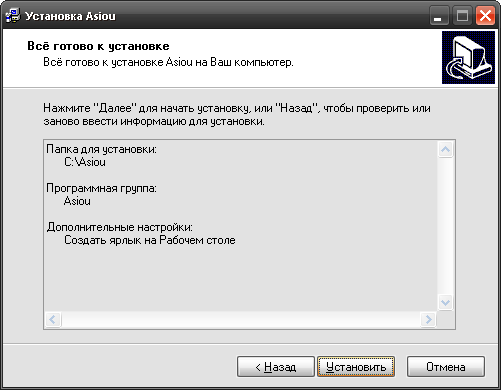 Установка Asiou
Всё готово к установке
Всё готово к установке Asiou на Ваш компьютер.
Нажмите "Далее" для начать установку, или "Назад", чтобы проверить или
заново ввести информацию для установки.
Папка для установки:
C:\Asiou
Программная группа:
Asiou
Дополнительные настройки:
Создать ярлык на Рабочем столе
< Назад
Установить
Отмена